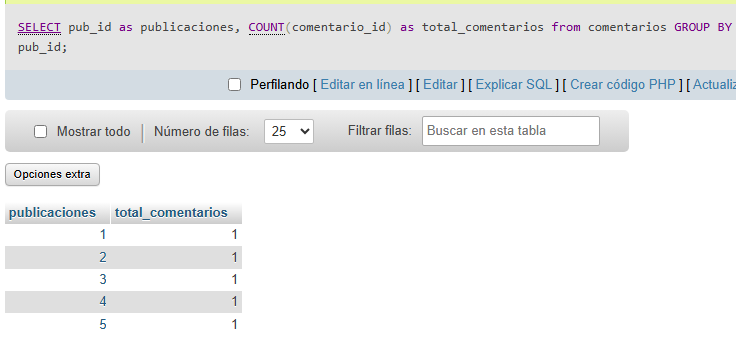 SELECT pub_id as publicaciones, COUNT(comentario_id) as total_comentarios from comentarios GROUP BY
pub_id;
Perfilando [ Editar en línea ] [ Editar ] [ Explicar SQL ] [ Crear código PHP ] [ Actualiz
Mostrar todo Número de filas: 25 Filtrar filas: Buscar en esta tabla
Opciones extra
publicaciones total_comentarios
1 1
2 1
3 1
4 1
5 1